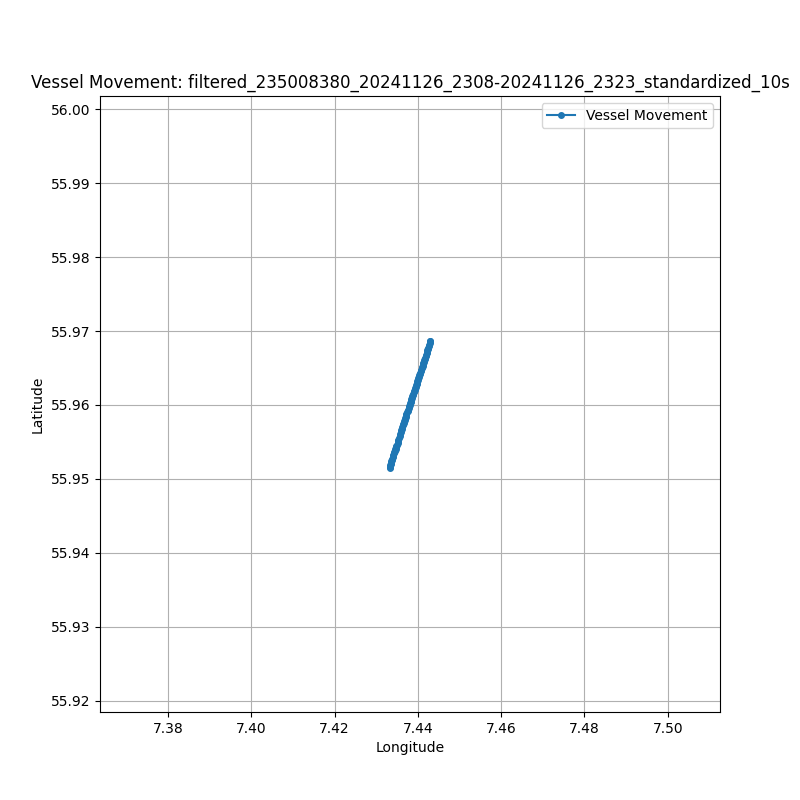 Vessel Movement: filtered_235008380_20241126_2308-20241126_2323_standardized_10s
Vessel Movement
56.00
55.99
55.98
55.97
55.96
55.95
55.94
55.93
55.92
Latitude
7.38 7.40 7.42 7.44 7.46 7.48 7.50
Longitude